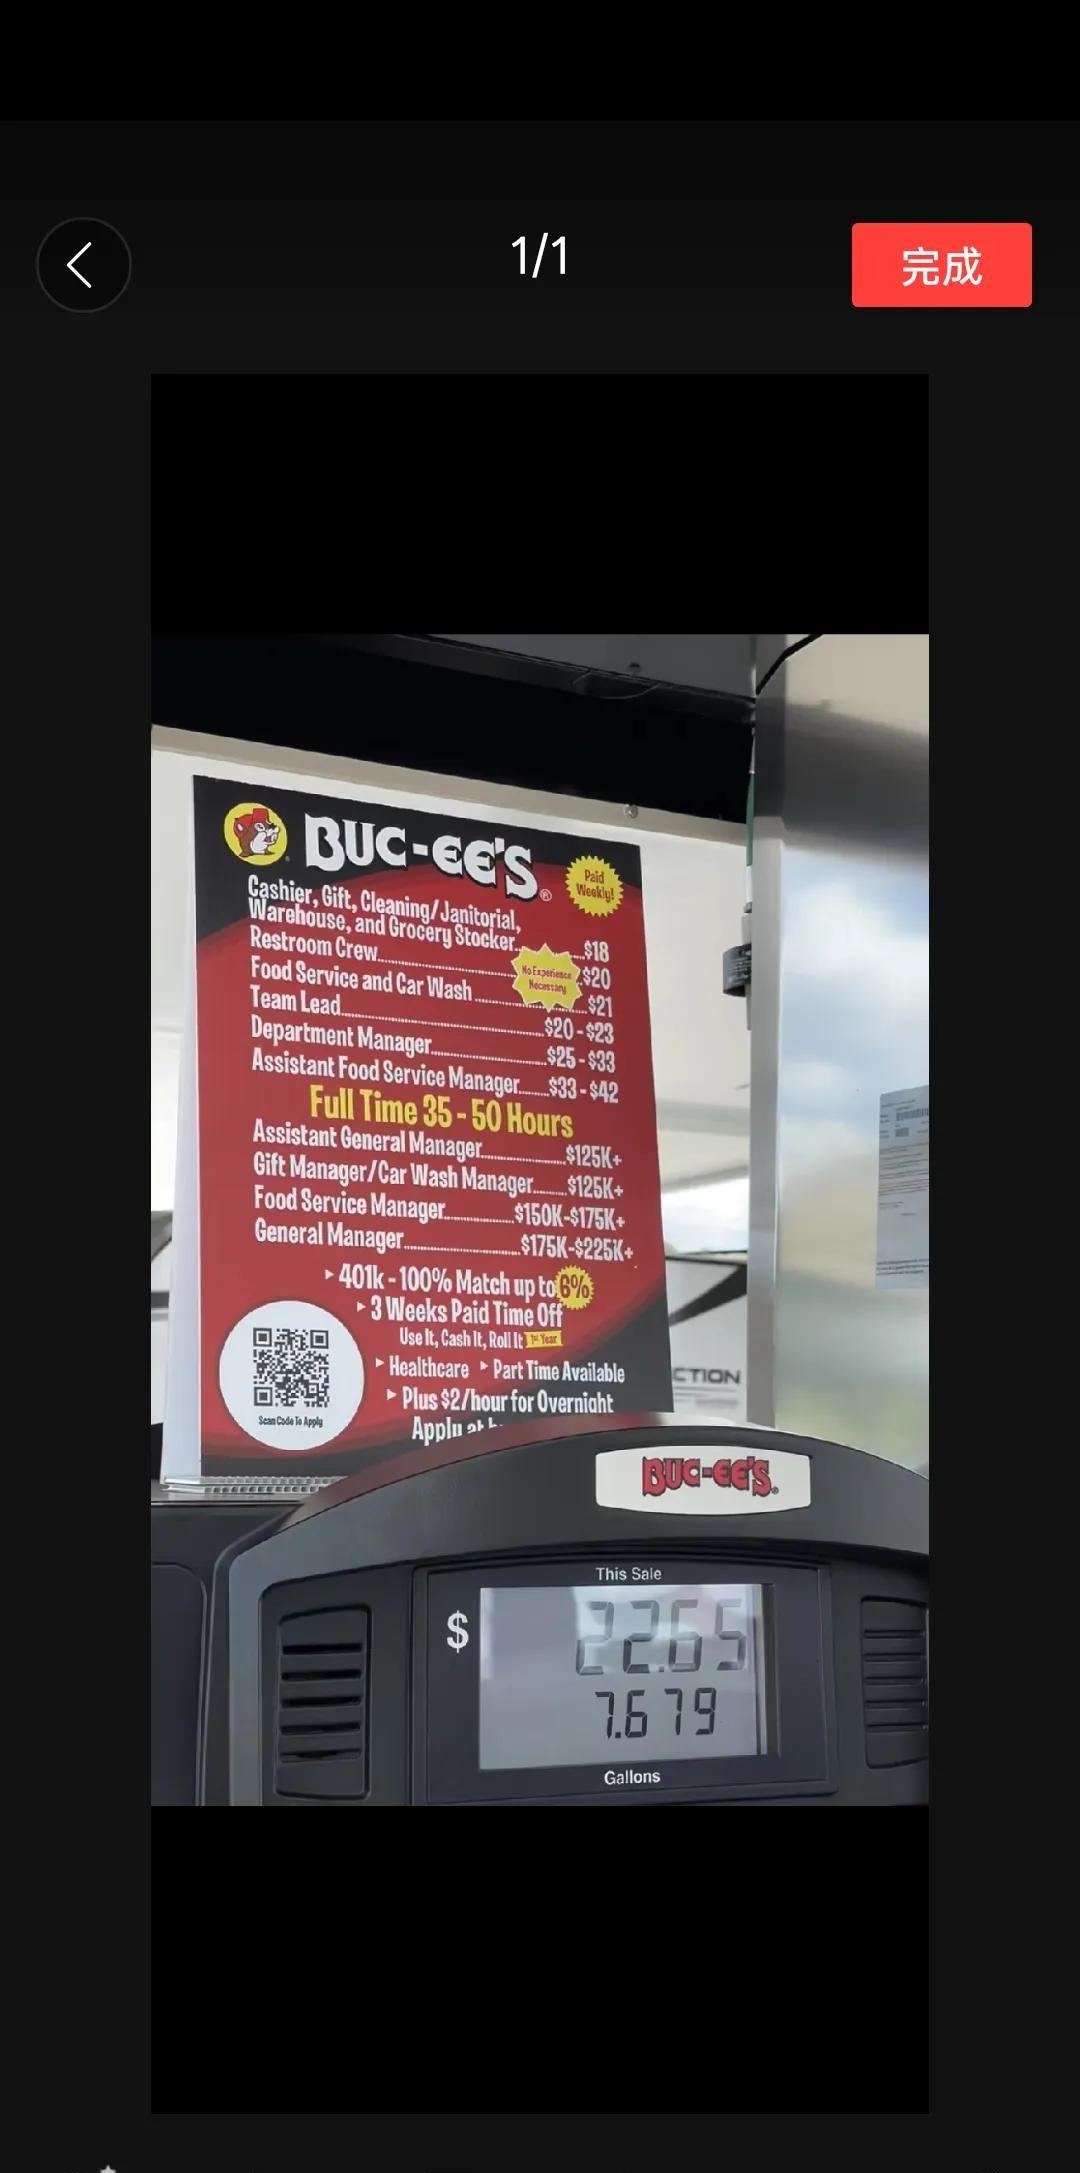 1/1
完成
BUC-EE'S®
Paid
Weekly!
Cashier, Gift, Cleaning/Janitorial,
Warehouse, and Grocery Stocker...$18
Restroom Crew...$20
No Experience
Necessary
Food Service and Car Wash...$21
Team Lead...$20-$23
Department Manager...$25-$33
Assistant Food Service Manager...$33-$42
Full Time 35-50 Hours
Assistant General Manager...$125K+
Gift Manager/Car Wash Manager...$125K+
Food Service Manager...$150K-$175K+
General Manager...$175K-$225K+
▸ 401k - 100% Match up to 6%
▸ 3 Weeks Paid Time Off
Use It, Cash It, Roll It 1st Year
▸ Healthcare ▸ Part Time Available
▸ Plus $2/hour for Overnight
Apply at
Scan Code To Apply
CTION
BUC-EE'S®
This Sale
$ 22.65
7.679
Gallons